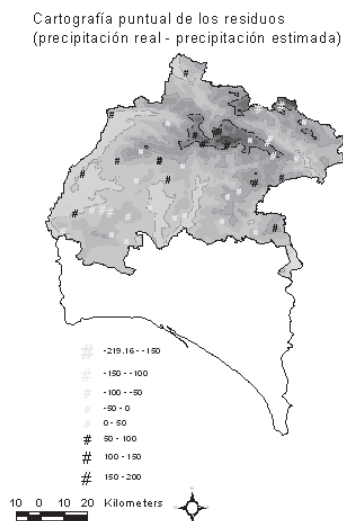 Cartografía puntual de los residuos
(precipitación real - precipitación estimada)
# -219.16 - -150
# -150 - -100
# -100 - -50
# -50 - 0
# 0 - 50
# 50 - 100
# 100 - 150
# 150 - 200
10 0 10 20 Kilometers